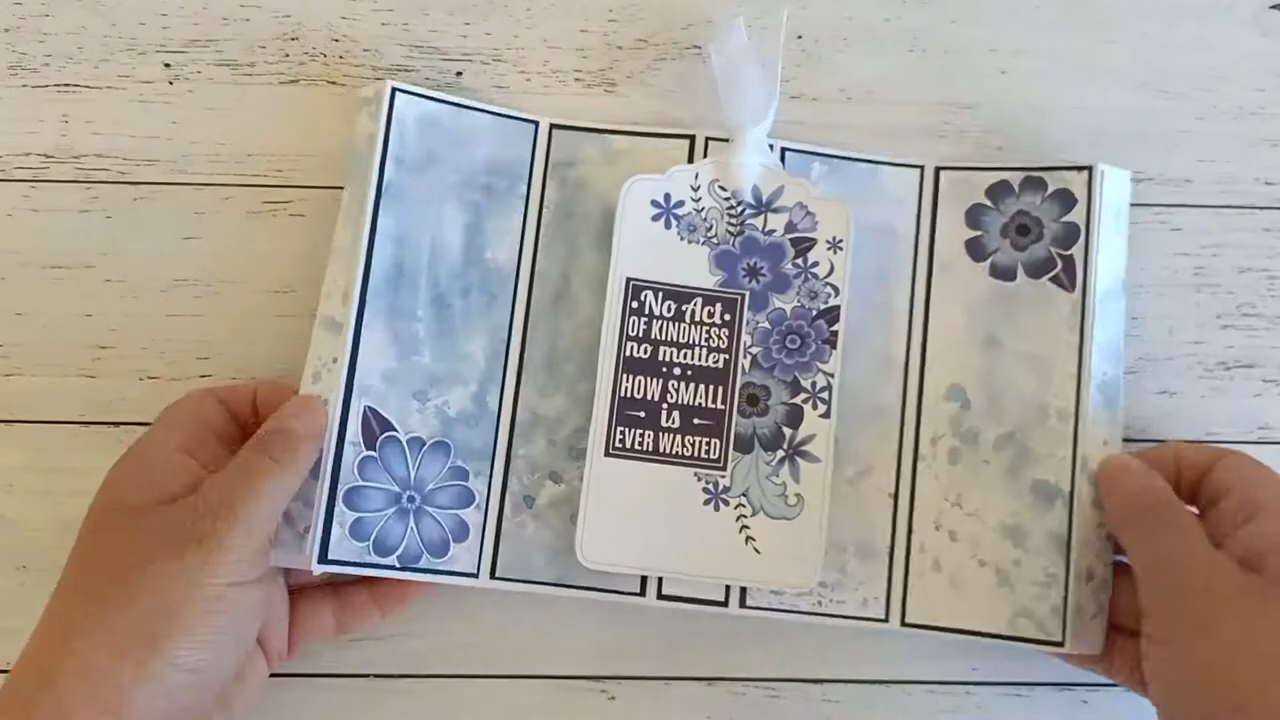 No Act
OF KINDNESS
no matter
HOW SMALL
is
EVER WASTED